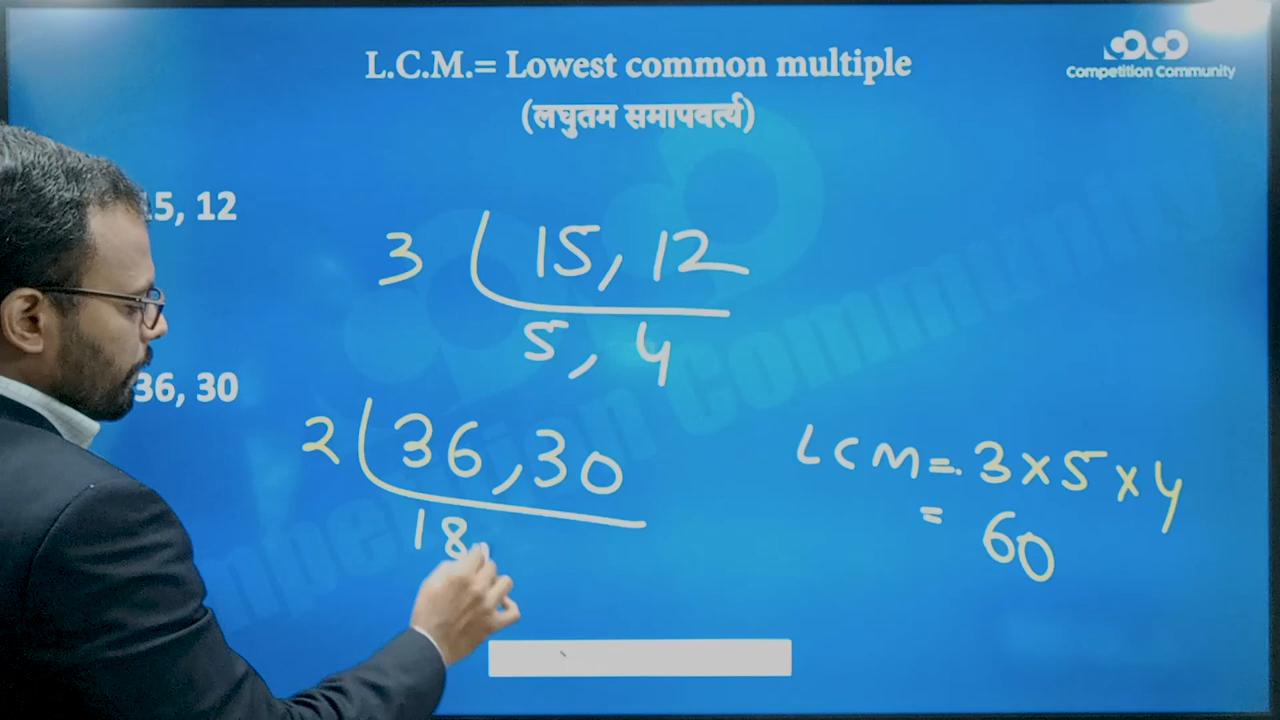 L.C.M.= Lowest common multiple
(लघुतम समापवर्त्य)
Competition Community
15, 12
3 15, 12
5, 4
36, 30
2 36, 30
18
LCM = 3 × 5 × 4
= 60